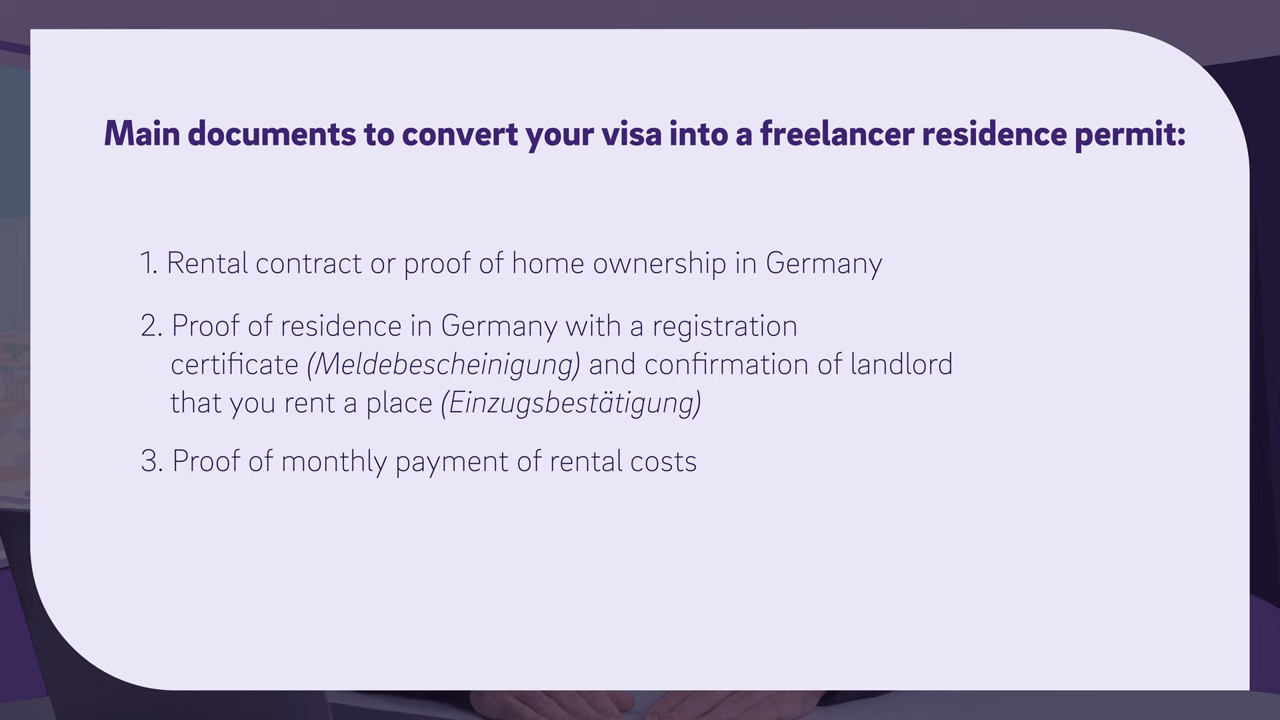 Main documents to convert your visa into a freelancer residence permit:
1. Rental contract or proof of home ownership in Germany
2. Proof of residence in Germany with a registration
certificate (Meldebescheinigung) and confirmation of landlord
that you rent a place (Einzugsbestätigung)
3. Proof of monthly payment of rental costs